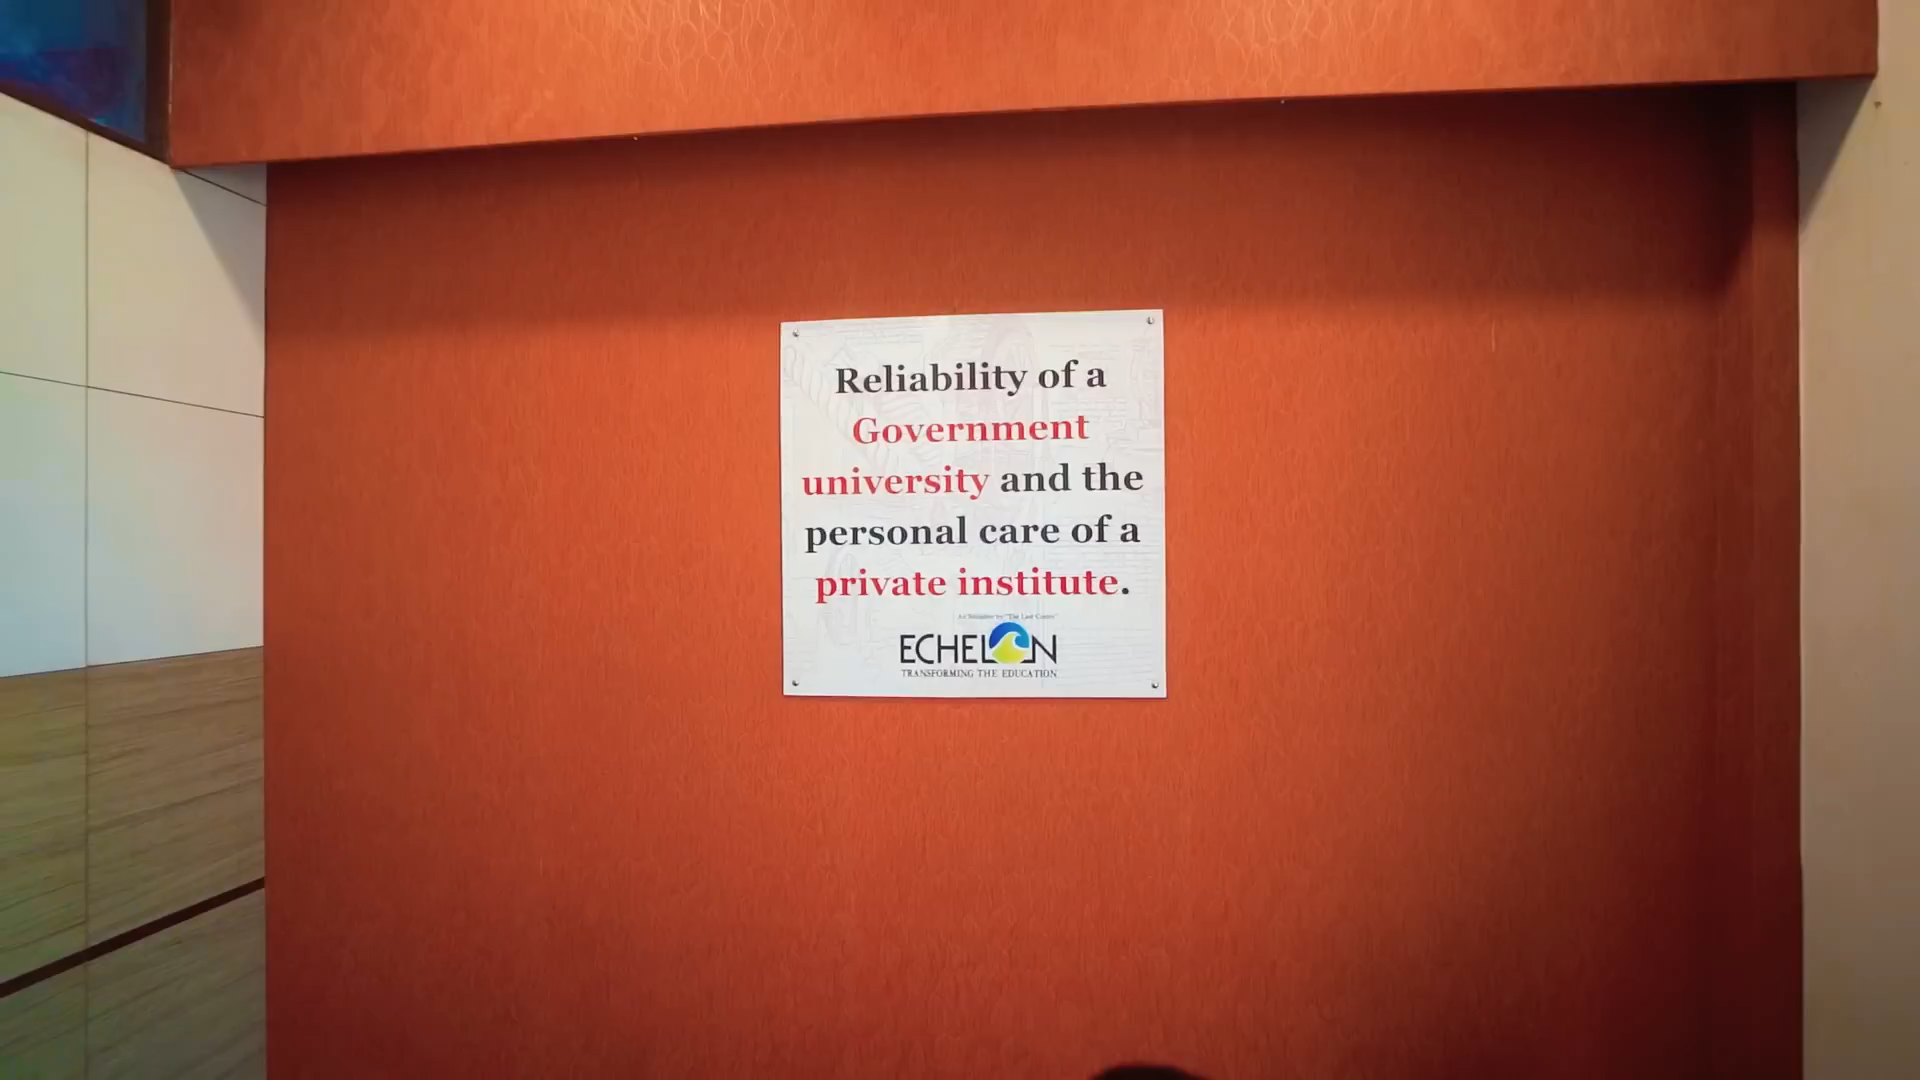 Reliability of a
Government
university and the
personal care of a
private institute.
ECHELON
TRANSFORMING THE EDUCATION